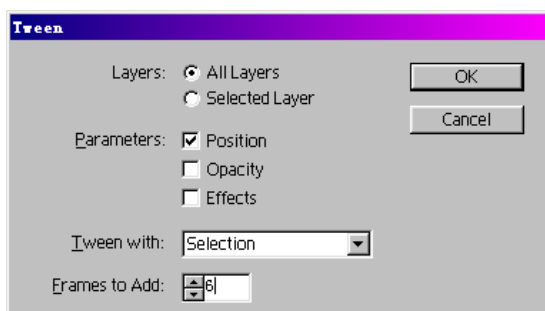 Tween
Layers: All Layers OK
Selected Layer
Cancel
Parameters: Position
Opacity
Effects
Tween with: Selection
Frames to Add: 6